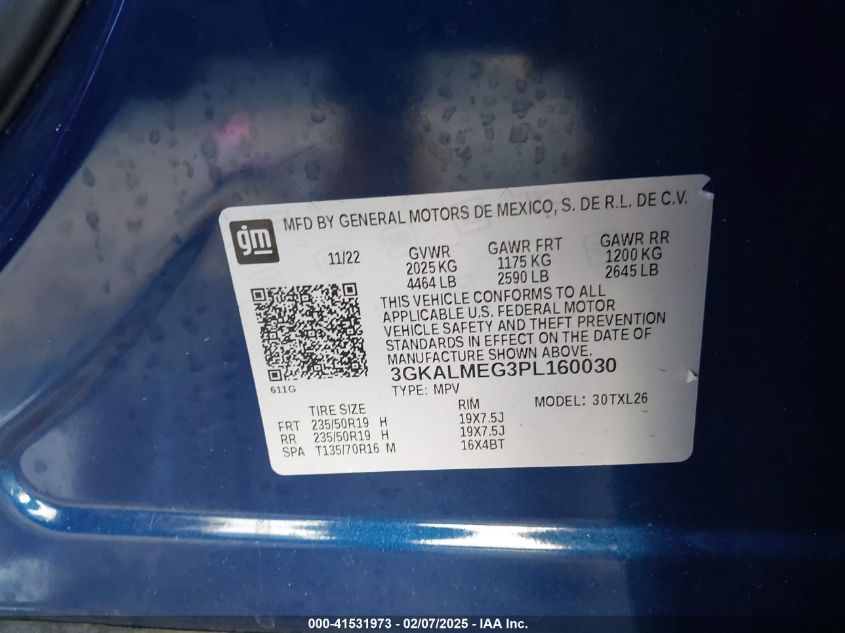 gm
MFD BY GENERAL MOTORS DE MEXICO, S. DE R.L. DE C.V.
11/22 GVWR GAWR FRT GAWR RR
2025 KG 1175 KG 1200 KG
4464 LB 2590 LB 2645 LB
THIS VEHICLE CONFORMS TO ALL
APPLICABLE U.S. FEDERAL MOTOR
VEHICLE SAFETY AND THEFT PREVENTION
STANDARDS IN EFFECT ON THE DATE OF
MANUFACTURE SHOWN ABOVE.
3GKALMEG3PL160030
611G
TYPE: MPV MODEL: 30TXL26
TIRE SIZE RIM
FRT 235/50R19 H 19X7.5J
RR 235/50R19 H 19X7.5J
SPA T135/70R16 M 16X4BT
000-41531973 - 02/07/2025 - IAA Inc.